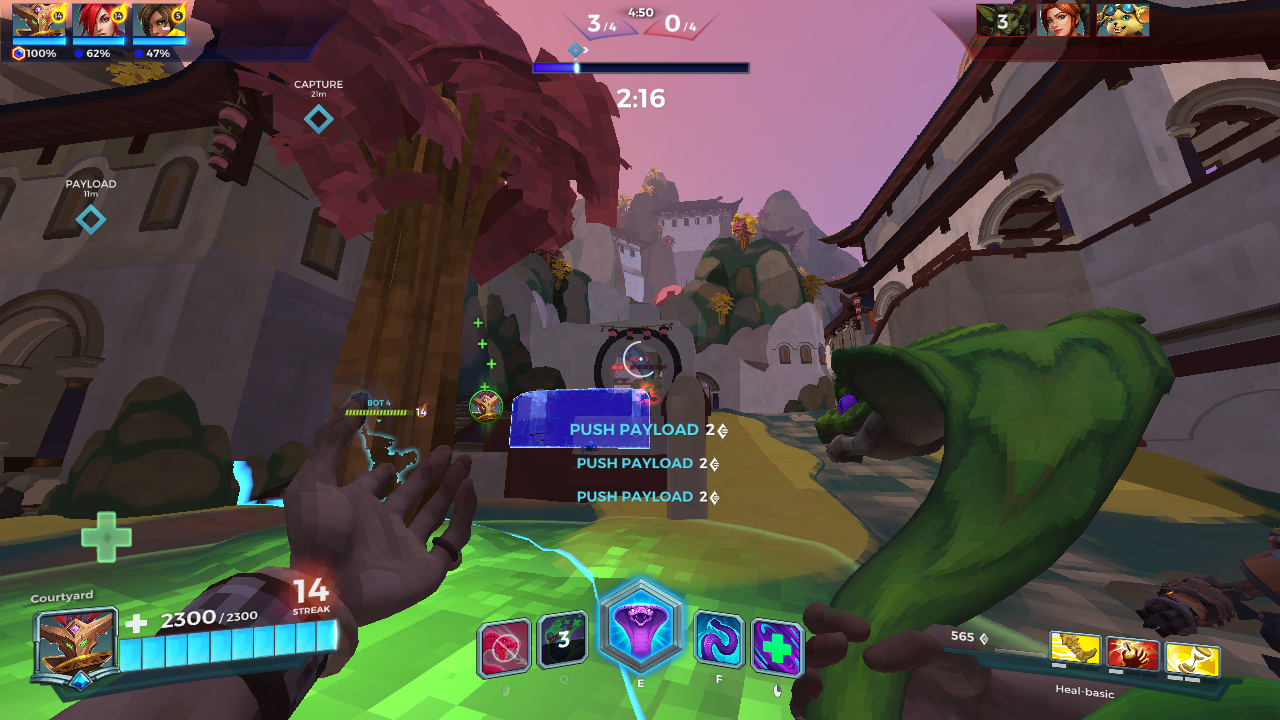 14
14
5
100%
62%
47%
4:50
3/4
0/4
3
2:16
CAPTURE
21m
PAYLOAD
11m
BOT 4
14
PUSH PAYLOAD 2
PUSH PAYLOAD 2
PUSH PAYLOAD 2
Courtyard
2300/2300
14
STREAK
3
Q
E
F
565
Heal-basic